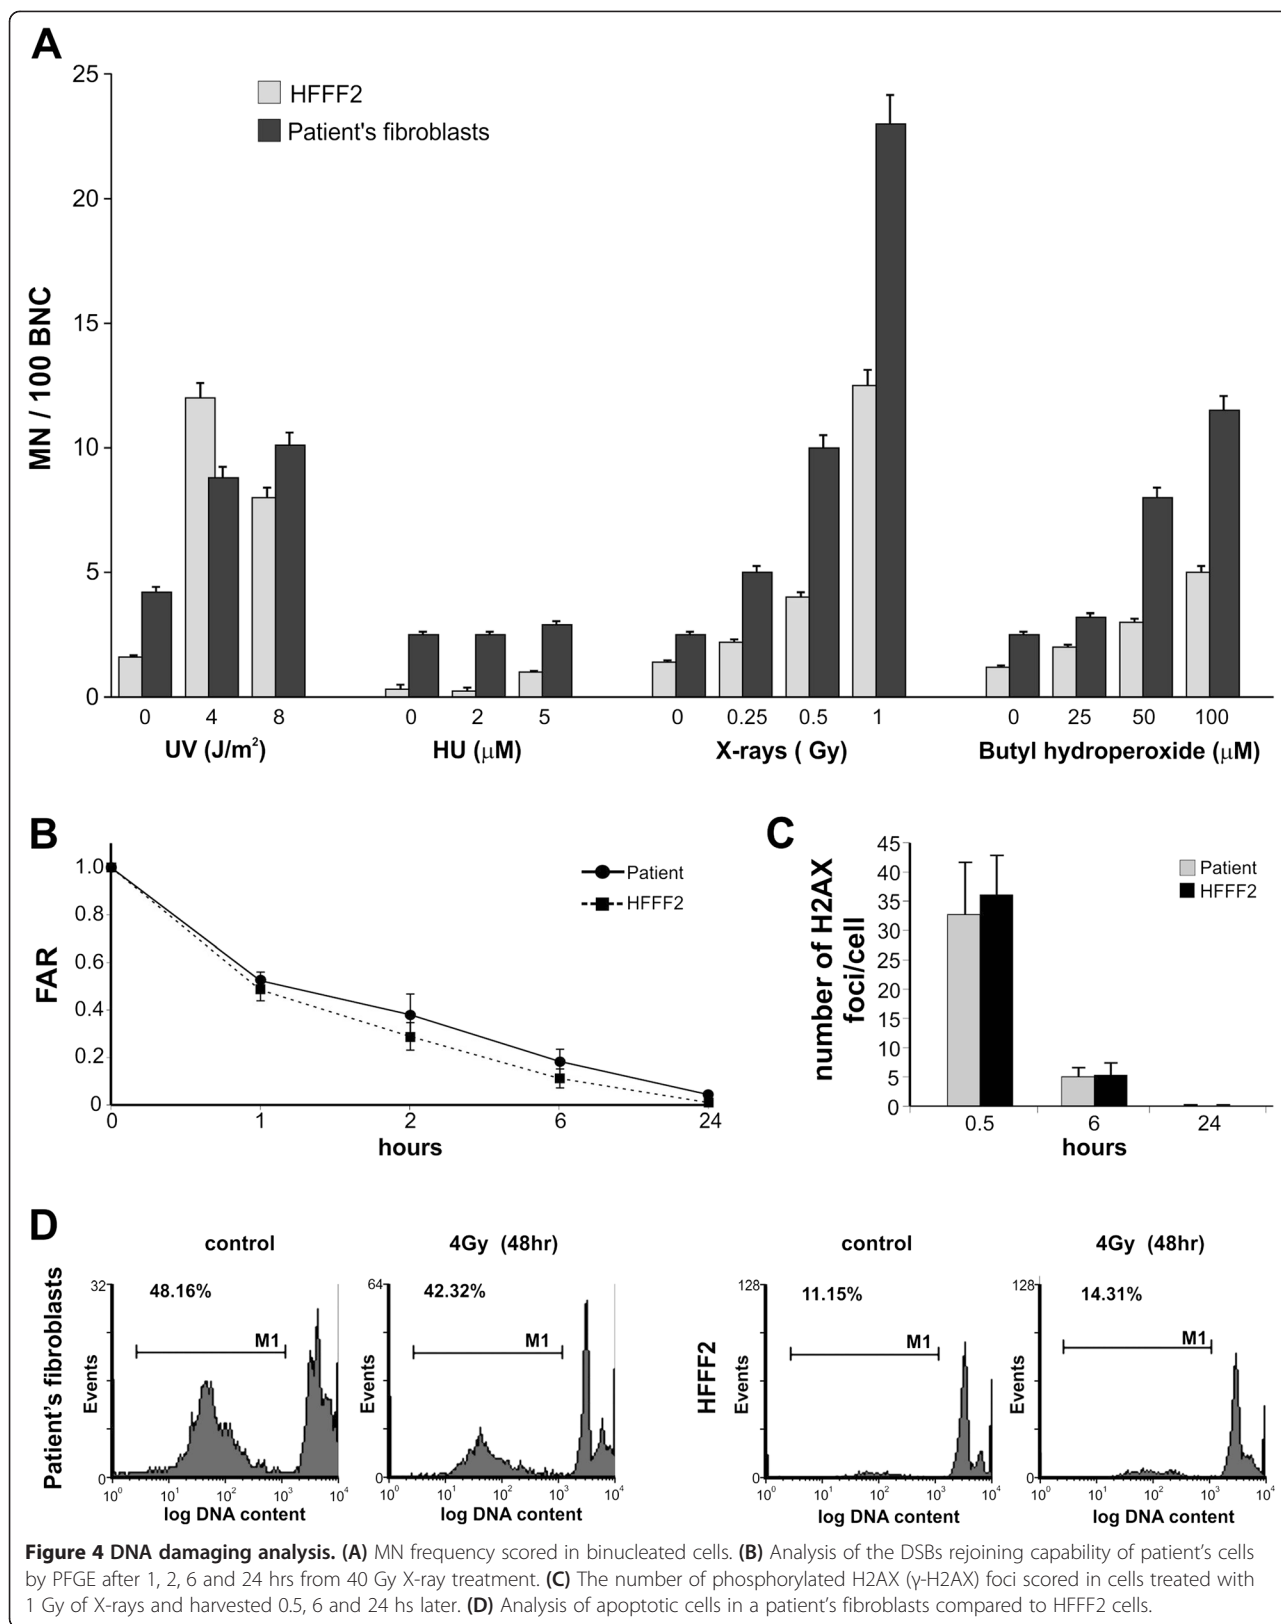 A
25
20
15
10
5
0
MN / 100 BNC
HFFF2
Patient's fibroblasts
0 4 8 0 2 5 0 0.25 0.5 1 0 25 50 100
UV (J/m²) HU (μM) X-rays ( Gy) Butyl hydroperoxide (μM)
B
1.0
0.8
0.6
0.4
0.2
0
FAR
Patient
HFFF2
0 1 2 6 24
hours
C
45
40
35
30
25
20
15
10
5
0
number of H2AX
foci/cell
Patient
HFFF2
0.5 6 24
hours
D
control 4Gy (48hr) control 4Gy (48hr)
Patient's fibroblasts
32
48.16%
M1
Events
0
10⁰ 10¹ 10² 10³ 10⁴
log DNA content
64
42.32%
M1
Events
0
10⁰ 10¹ 10² 10³ 10⁴
log DNA content
HFFF2
128
11.15%
M1
Events
0
10⁰ 10¹ 10² 10³ 10⁴
log DNA content
128
14.31%
M1
Events
0
10⁰ 10¹ 10² 10³ 10⁴
log DNA content
Figure 4 DNA damaging analysis. (A) MN frequency scored in binucleated cells. (B) Analysis of the DSBs rejoining capability of patient's cells
by PFGE after 1, 2, 6 and 24 hrs from 40 Gy X-ray treatment. (C) The number of phosphorylated H2AX (γ-H2AX) foci scored in cells treated with
1 Gy of X-rays and harvested 0.5, 6 and 24 hs later. (D) Analysis of apoptotic cells in a patient's fibroblasts compared to HFFF2 cells.